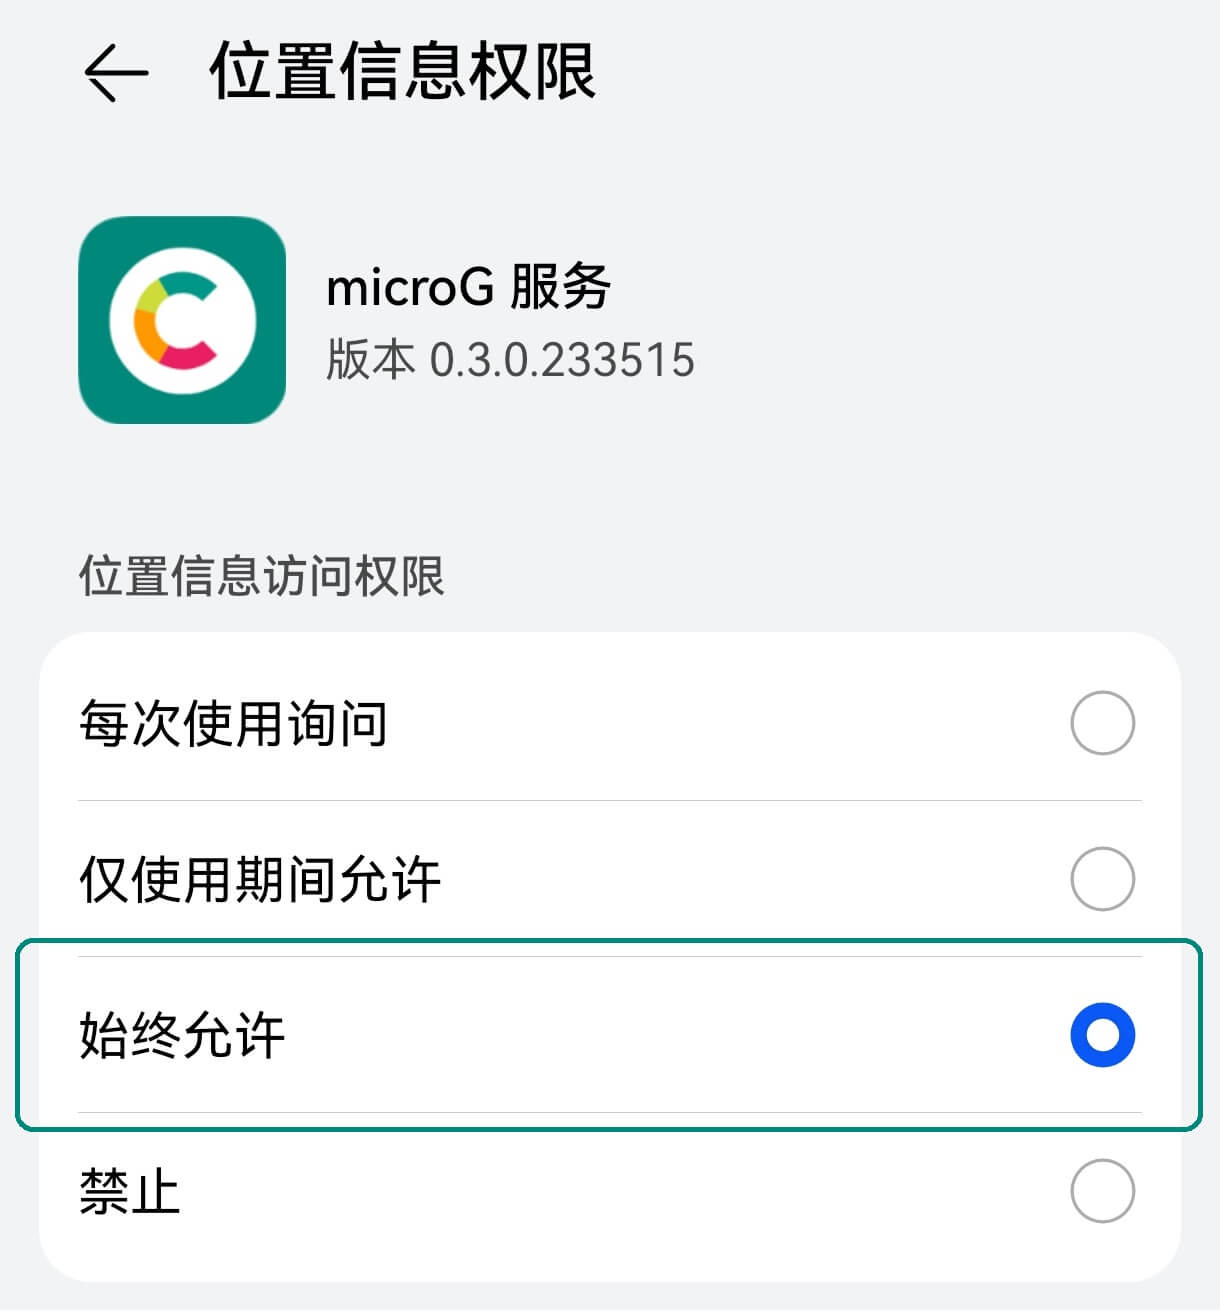 位置信息权限
microG 服务
版本 0.3.0.233515
位置信息访问权限
每次使用询问
仅使用期间允许
始终允许
禁止